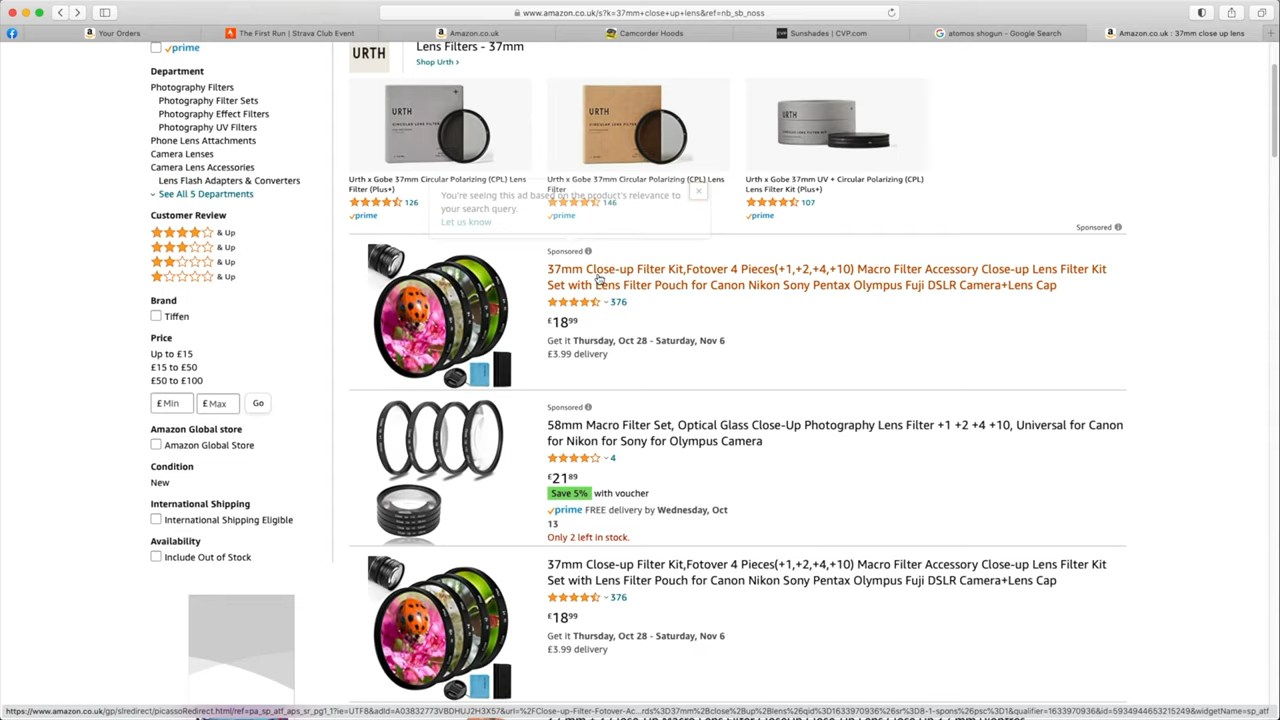 www.amazon.co.uk/s?k=37mm+close+up+lens&ref=nb_sb_noss
Your Orders
The First Run | Strava Club Event
Amazon.co.uk
Camcorder Hoods
Sunshades | CVP.com
atomos shogun - Google Search
Amazon.co.uk : 37mm close up lens
prime
Department
Photography Filters
Photography Filter Sets
Photography Effect Filters
Photography UV Filters
Phone Lens Attachments
Camera Lenses
Camera Lens Accessories
Lens Flash Adapters & Converters
See All 5 Departments
Customer Review
& Up
& Up
& Up
& Up
Brand
Tiffen
Price
Up to £15
£15 to £50
£50 to £100
£ Min
£ Max
Go
Amazon Global store
Amazon Global Store
Condition
New
International Shipping
International Shipping Eligible
Availability
Include Out of Stock
URTH
Lens Filters - 37mm
Shop Urth ›
URTH
URTH
URTH
Urth x Gobe 37mm Circular Polarizing (CPL) Lens
Filter (Plus+)
126
prime
Urth x Gobe 37mm Circular Polarizing (CPL) Lens
Filter
146
prime
Urth x Gobe 37mm UV + Circular Polarizing (CPL)
Lens Filter Kit (Plus+)
107
prime
You're seeing this ad based on the product's relevance to
your search query.
Let us know
Sponsored
Sponsored
37mm Close-up Filter Kit,Fotover 4 Pieces(+1,+2,+4,+10) Macro Filter Accessory Close-up Lens Filter Kit
Set with Lens Filter Pouch for Canon Nikon Sony Pentax Olympus Fuji DSLR Camera+Lens Cap
376
£18⁹⁹
Get it Thursday, Oct 28 - Saturday, Nov 6
£3.99 delivery
Sponsored
58mm Macro Filter Set, Optical Glass Close-Up Photography Lens Filter +1 +2 +4 +10, Universal for Canon
for Nikon for Sony for Olympus Camera
4
£21⁸⁹
Save 5% with voucher
prime FREE delivery by Wednesday, Oct
13
Only 2 left in stock.
37mm Close-up Filter Kit,Fotover 4 Pieces(+1,+2,+4,+10) Macro Filter Accessory Close-up Lens Filter Kit
Set with Lens Filter Pouch for Canon Nikon Sony Pentax Olympus Fuji DSLR Camera+Lens Cap
376
£18⁹⁹
Get it Thursday, Oct 28 - Saturday, Nov 6
£3.99 delivery